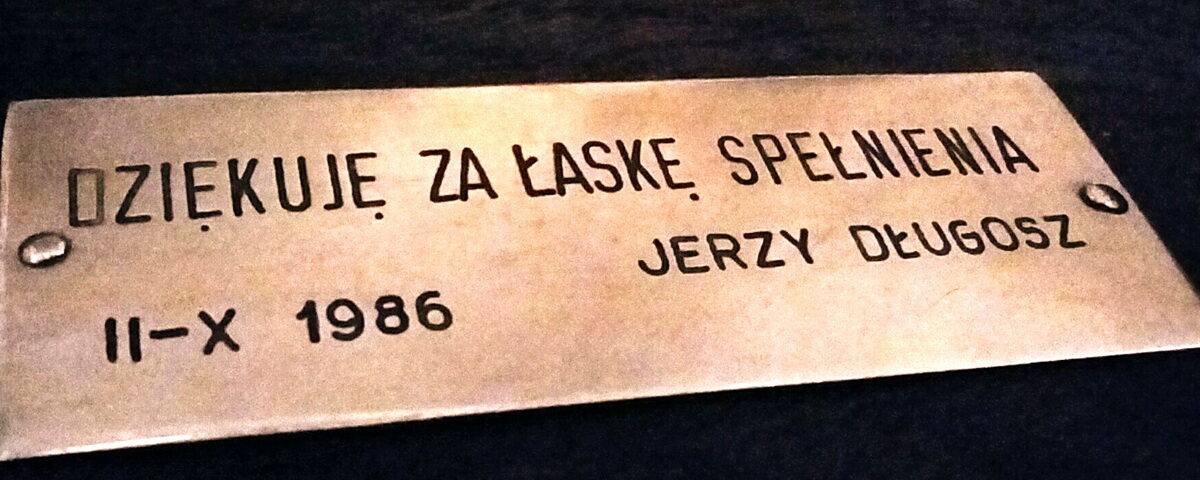 DZIĘKUJĘ ZA ŁASKĘ SPEŁNIENIA
JERZY DŁUGOSZ
II-X 1986